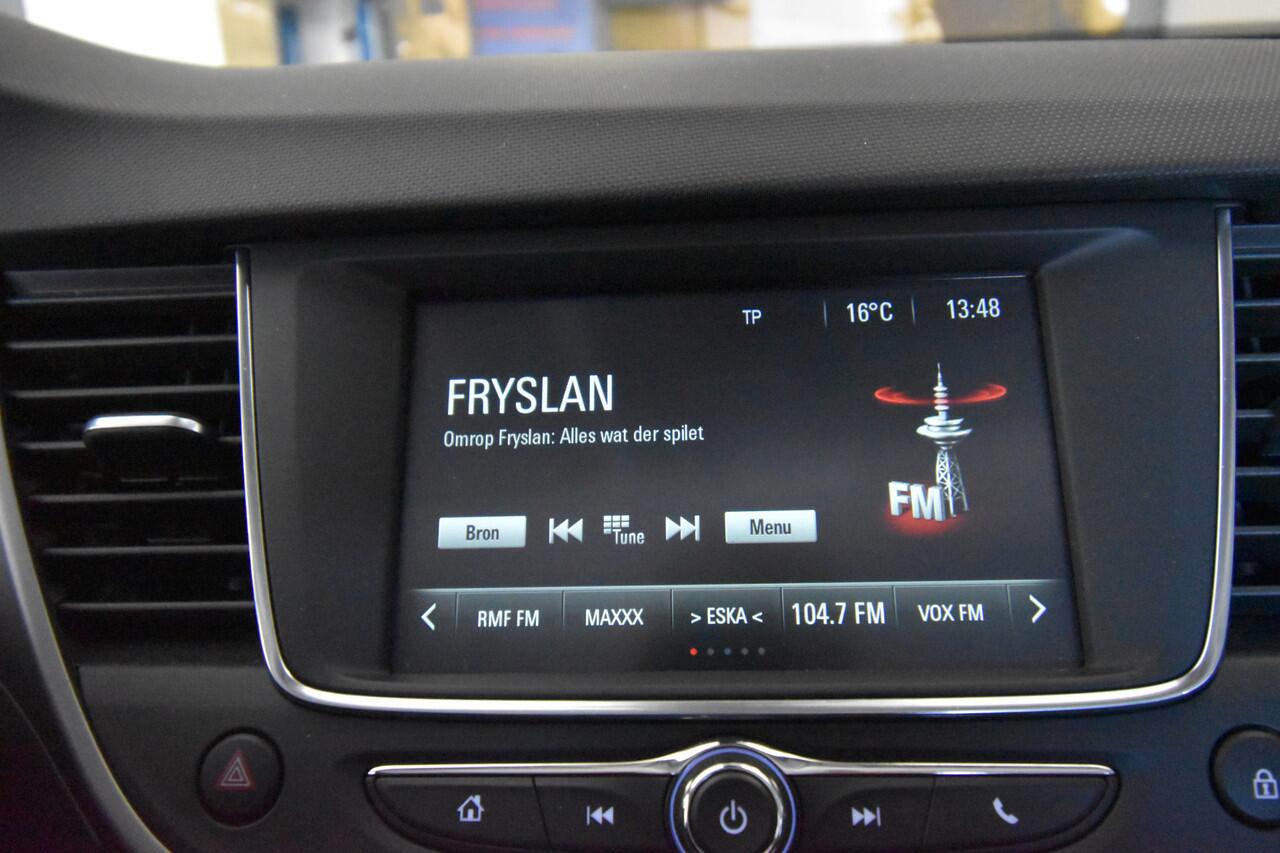 TP 16°C 13:48
FRYSLAN
Omrop Fryslan: Alles wat der spilet
FM
Bron Tune Menu
RMF FM MAXXX > ESKA < 104.7 FM VOX FM